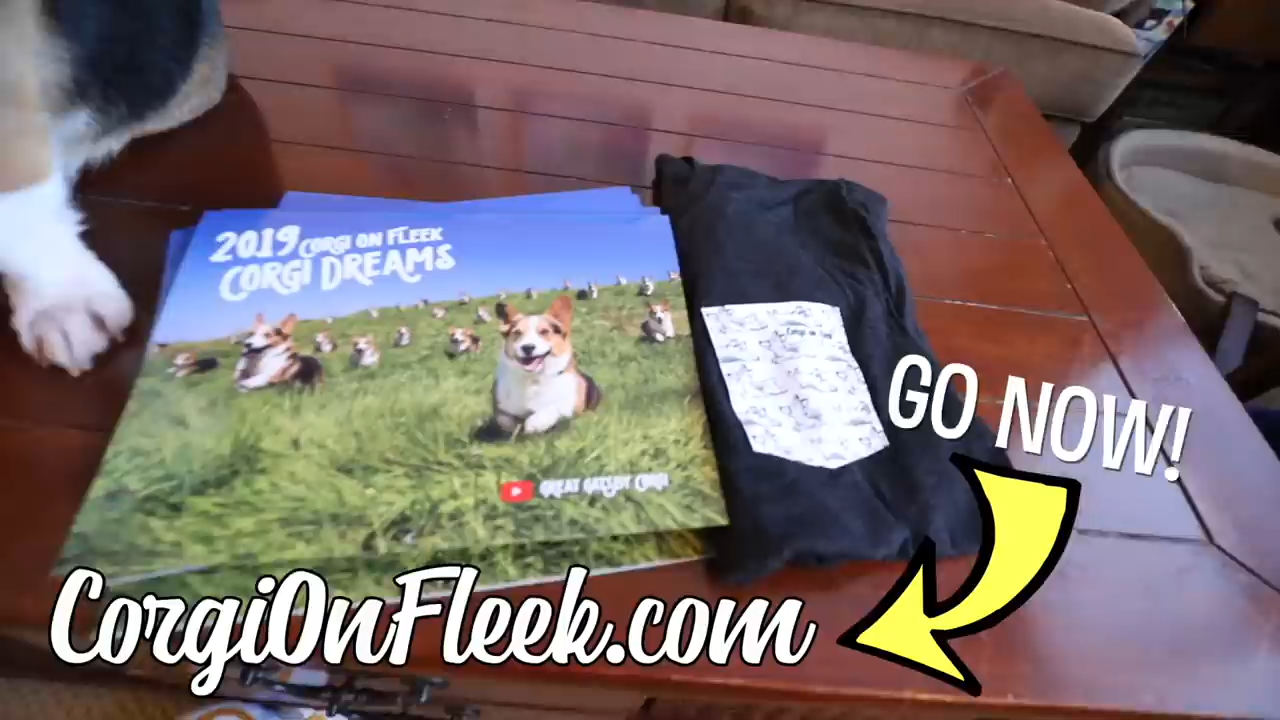 2019 CORGI ON FLEEK
CORGI DREAMS
GREAT GATSBY CORGI
GO NOW!
CorgiOnFleek.com